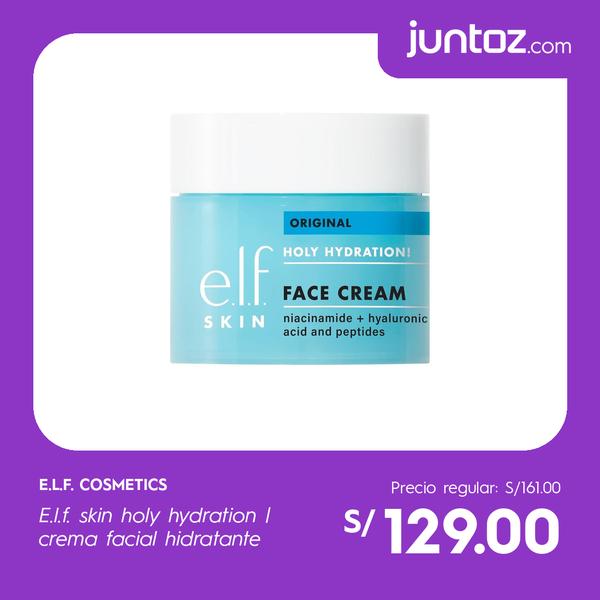 juntoz.com
ORIGINAL
HOLY HYDRATION!
e.l.f.
SKIN
FACE CREAM
niacinamide + hyaluronic
acid and peptides
E.L.F. COSMETICS
E.l.f. skin holy hydration |
crema facial hidratante
Precio regular: S/161.00
S/ 129.00